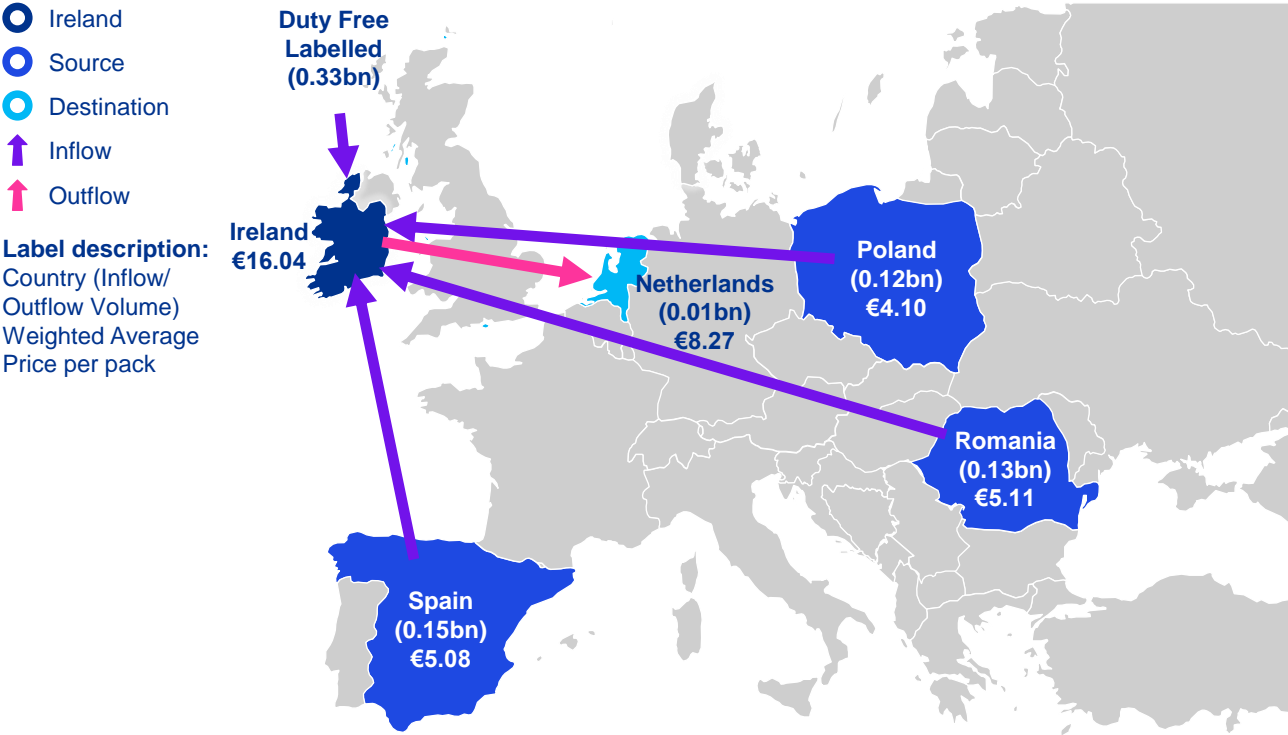 Ireland
Source
Destination
Inflow
Outflow
Label description:
Country (Inflow/
Outflow Volume)
Weighted Average
Price per pack
Duty Free
Labelled
(0.33bn)
Ireland
€16.04
Netherlands
(0.01bn)
€8.27
Poland
(0.12bn)
€4.10
Romania
(0.13bn)
€5.11
Spain
(0.15bn)
€5.08